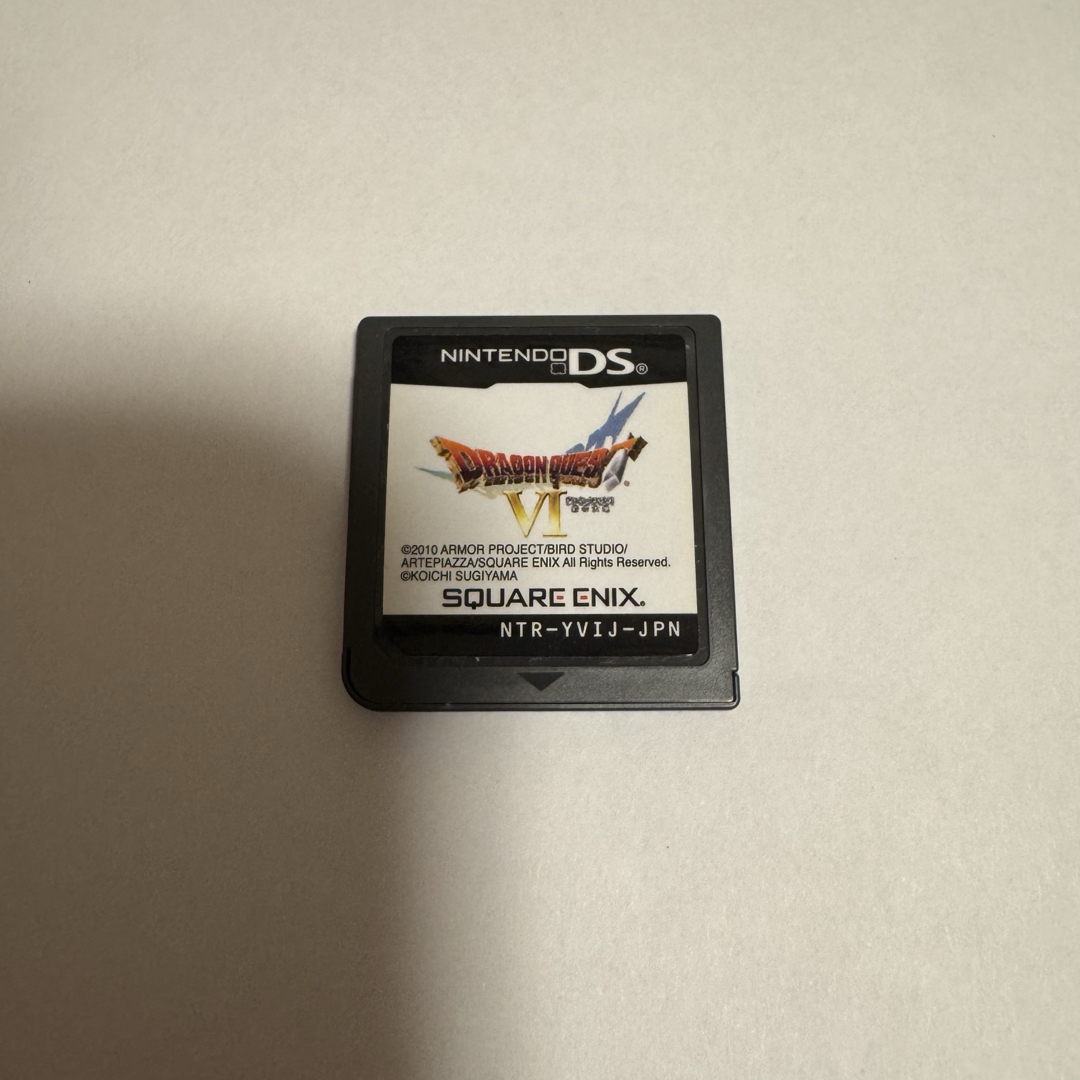 NINTENDO DS®
DRAGON QUEST
VI
©2010 ARMOR PROJECT/BIRD STUDIO/
ARTEPIAZZA/SQUARE ENIX All Rights Reserved.
©KOICHI SUGIYAMA
SQUARE ENIX.
NTR-YVIJ-JPN